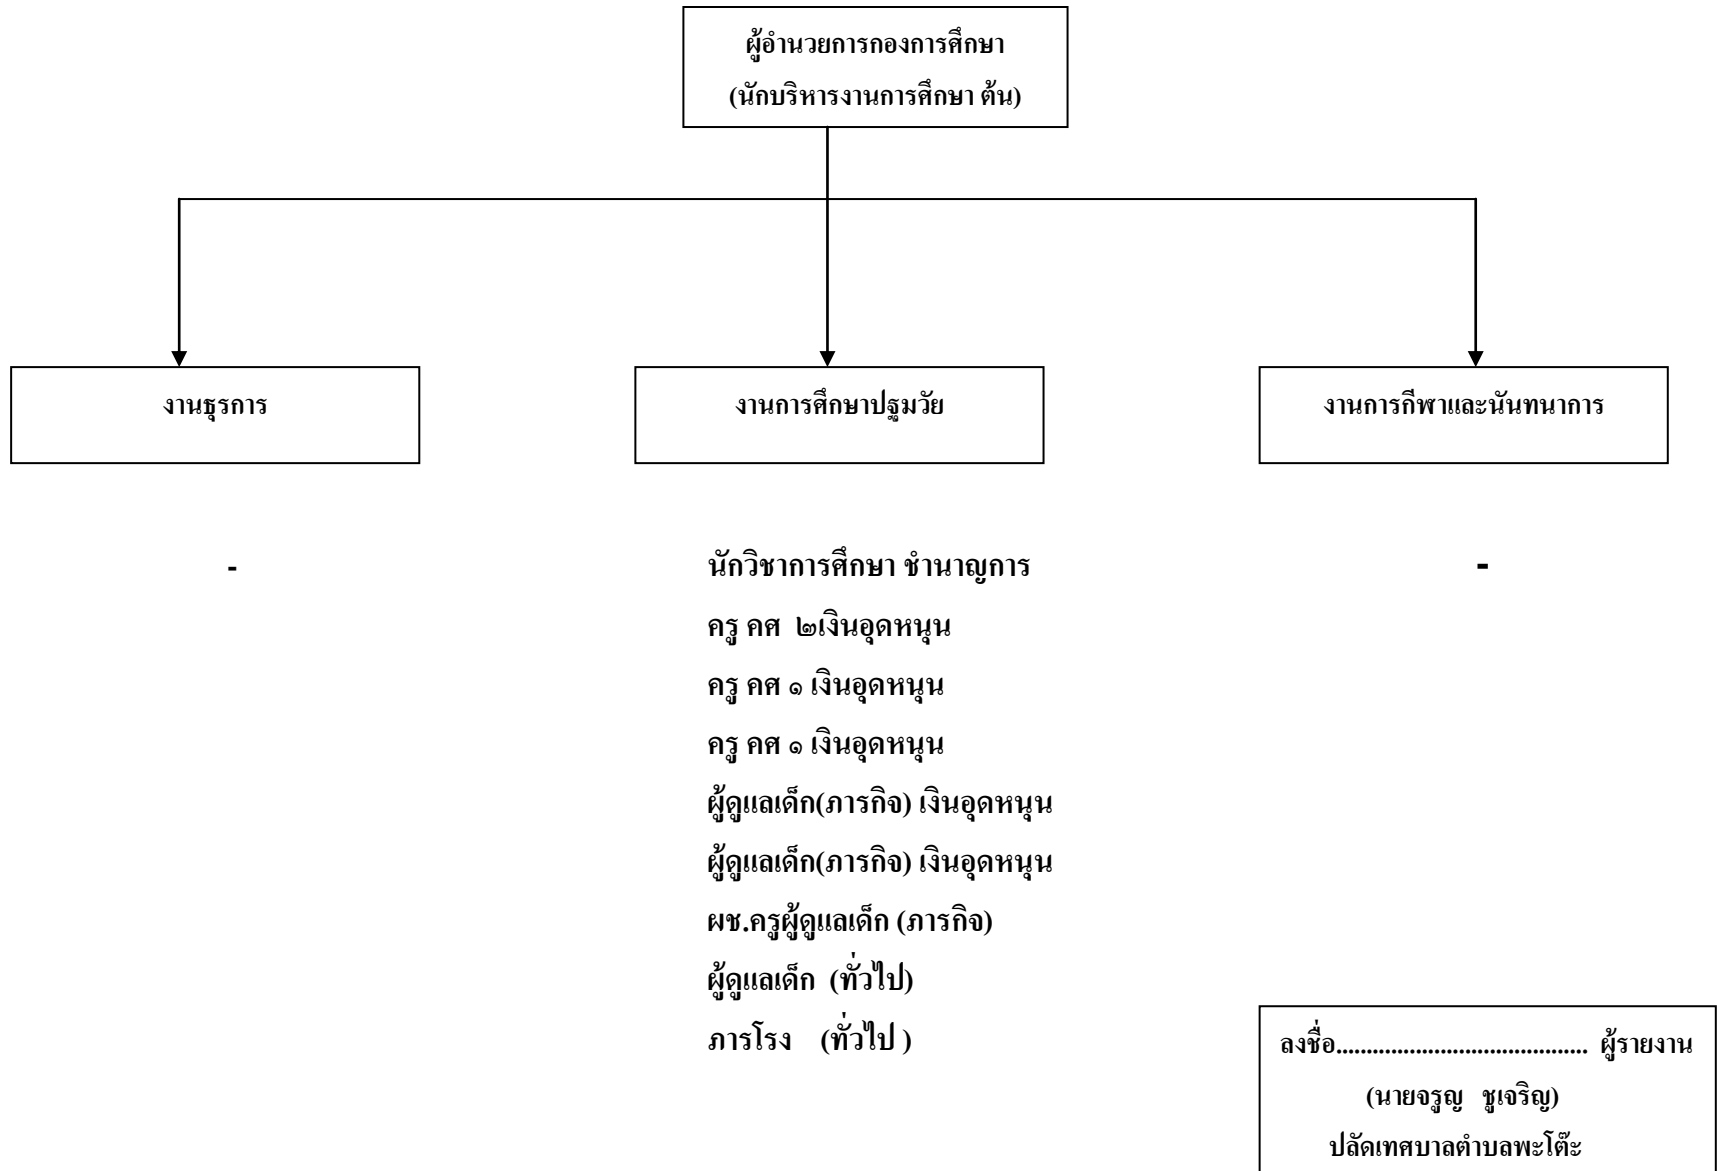 ผู้อำนวยการกองการศึกษา
(นักบริหารงานการศึกษา ต้น)
งานธุรการ
งานการศึกษาปฐมวัย
งานการกีฬาและนันทนาการ
-
นักวิชาการศึกษา ชำนาญการ
-
ครู คศ ๒เงินอุดหนุน
ครู คศ ๑ เงินอุดหนุน
ครู คศ ๑ เงินอุดหนุน
ผู้ดูแลเด็ก(ภารกิจ) เงินอุดหนุน
ผู้ดูแลเด็ก(ภารกิจ) เงินอุดหนุน
ผช.ครูผู้ดูแลเด็ก (ภารกิจ)
ผู้ดูแลเด็ก (ทั่วไป)
ภารโรง (ทั่วไป )
ลงชื่อ.......................................... ผู้รายงาน
(นายจรูญ ชูเจริญ)
ปลัดเทศบาลตำบลพะโต๊ะ